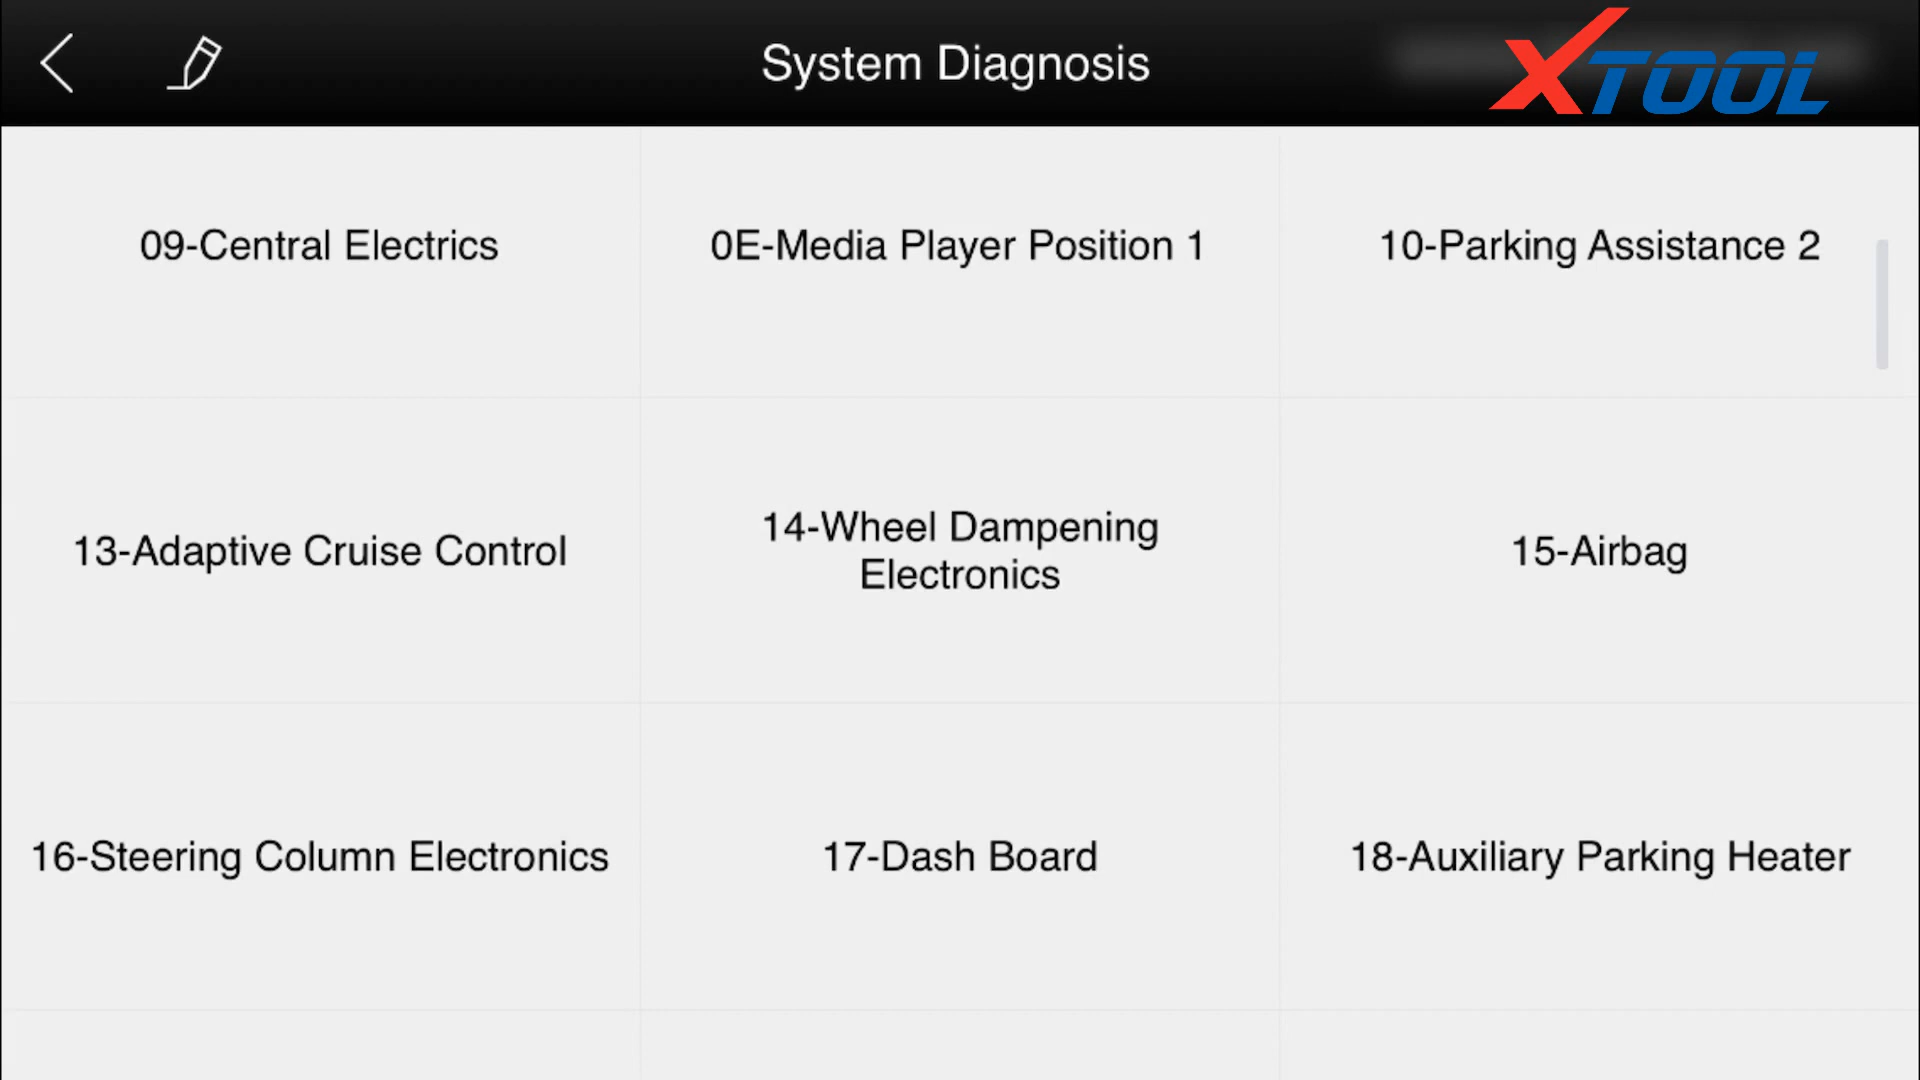 System Diagnosis
XTOOL
09-Central Electrics
0E-Media Player Position 1
10-Parking Assistance 2
13-Adaptive Cruise Control
14-Wheel Dampening
Electronics
15-Airbag
16-Steering Column Electronics
17-Dash Board
18-Auxiliary Parking Heater